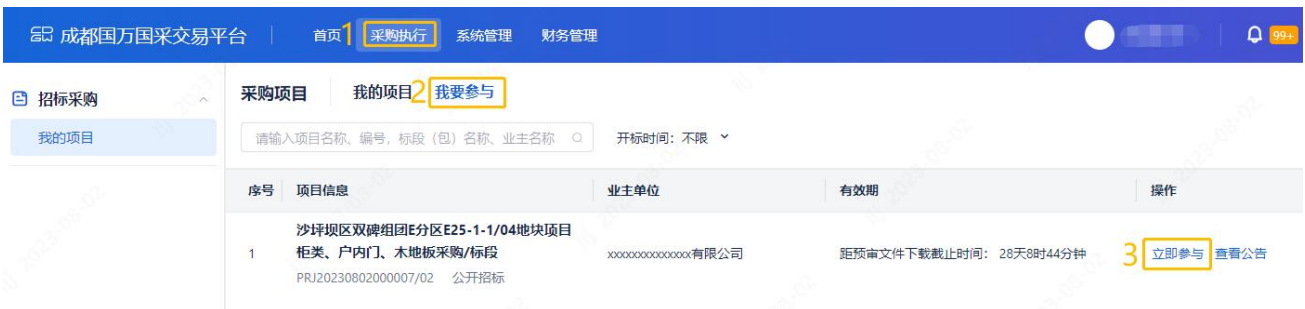 成都国万国采交易平台 首页 1 采购执行 系统管理 财务管理 99+
招标采购 采购项目 我的项目 2 我要参与
我的项目 请输入项目名称、编号,标段(包)名称、业主名称 开标时间:不限
序号 项目信息 业主单位 有效期 操作
沙坪坝区双碑组团E分区E25-1-1/04地块项目
1 柜类、户内门、木地板采购/标段 xxxxxxxxxxxxx有限公司 距预审文件下载截止时间: 28天8时44分钟 3 立即参与 查看公告
PRJ20230802000007/02 公开招标